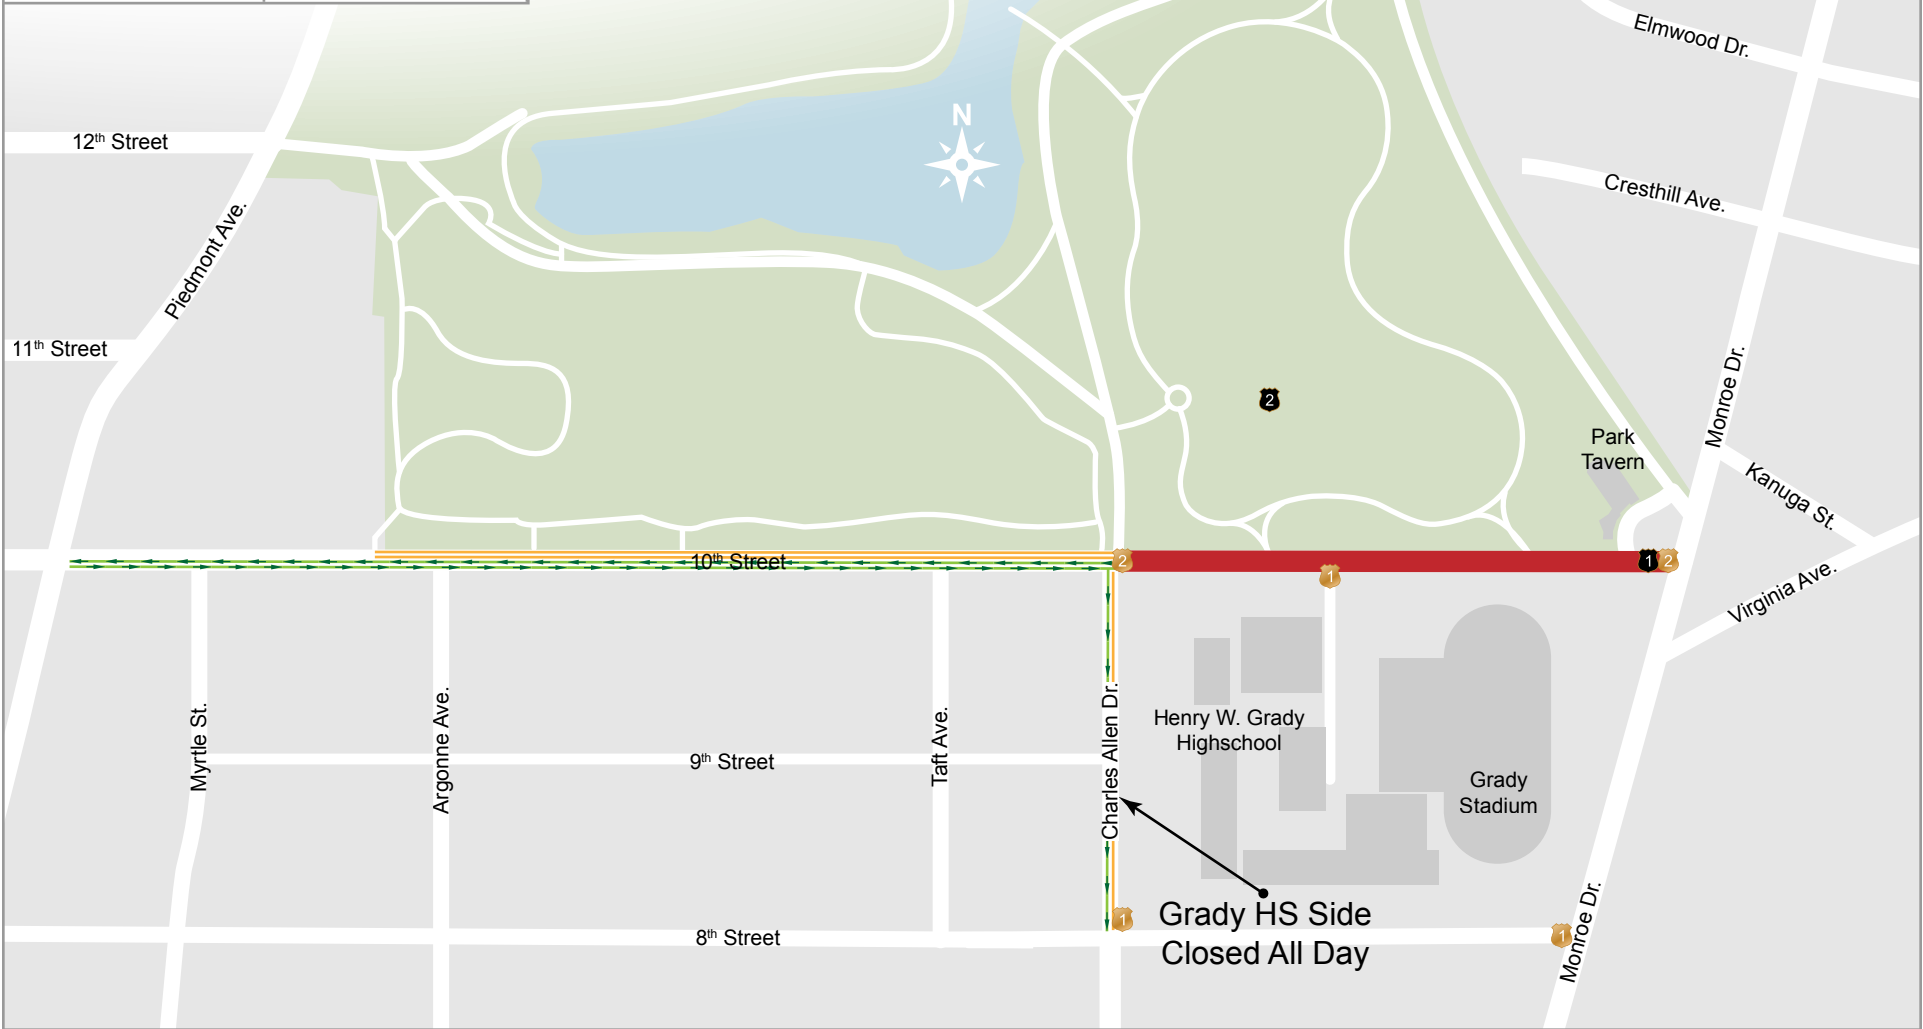 Elmwood Dr.
N
12th Street
Cresthill Ave.
Piedmont Ave.
11th Street
Monroe Dr.
2
Park
Tavern
Kanuga St.
10th Street
2
1
1
2
Virginia Ave.
Myrtle St.
Argonne Ave.
Taft Ave.
Charles Allen Dr.
Henry W. Grady
Highschool
9th Street
Grady
Stadium
1
Grady HS Side
Closed All Day
8th Street
1
Monroe Dr.